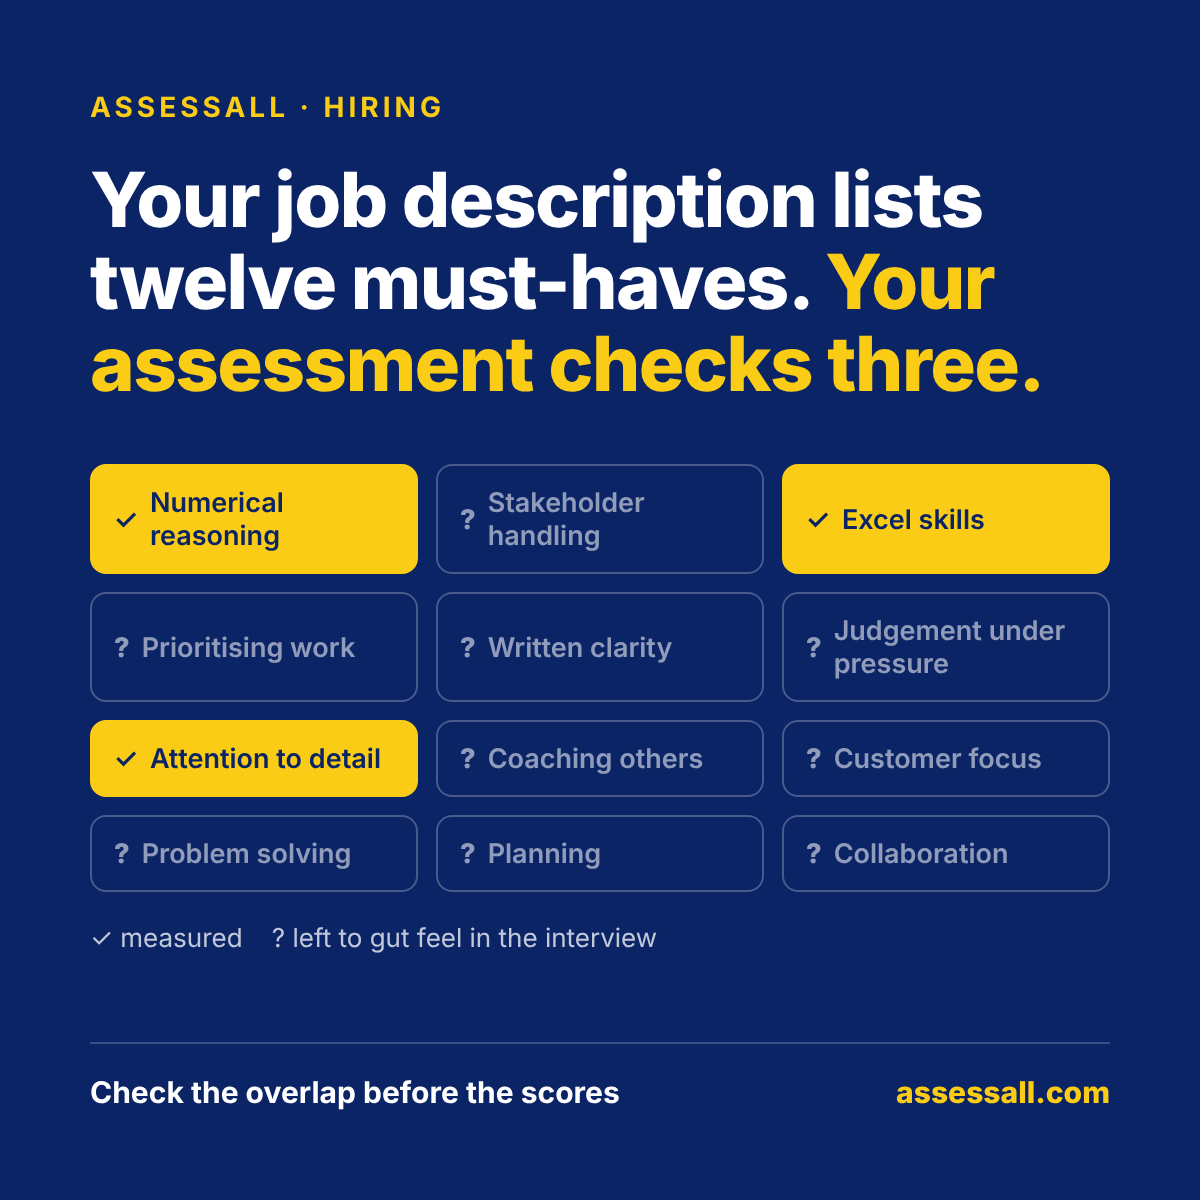 ASSESSALL · HIRING
Your job description lists
twelve must-haves. Your
assessment checks three.
✓ Numerical
reasoning
? Stakeholder
handling
✓ Excel skills
? Prioritising work
? Written clarity
? Judgement under
pressure
✓ Attention to detail
? Coaching others
? Customer focus
? Problem solving
? Planning
? Collaboration
✓ measured ? left to gut feel in the interview
Check the overlap before the scores
assessall.com